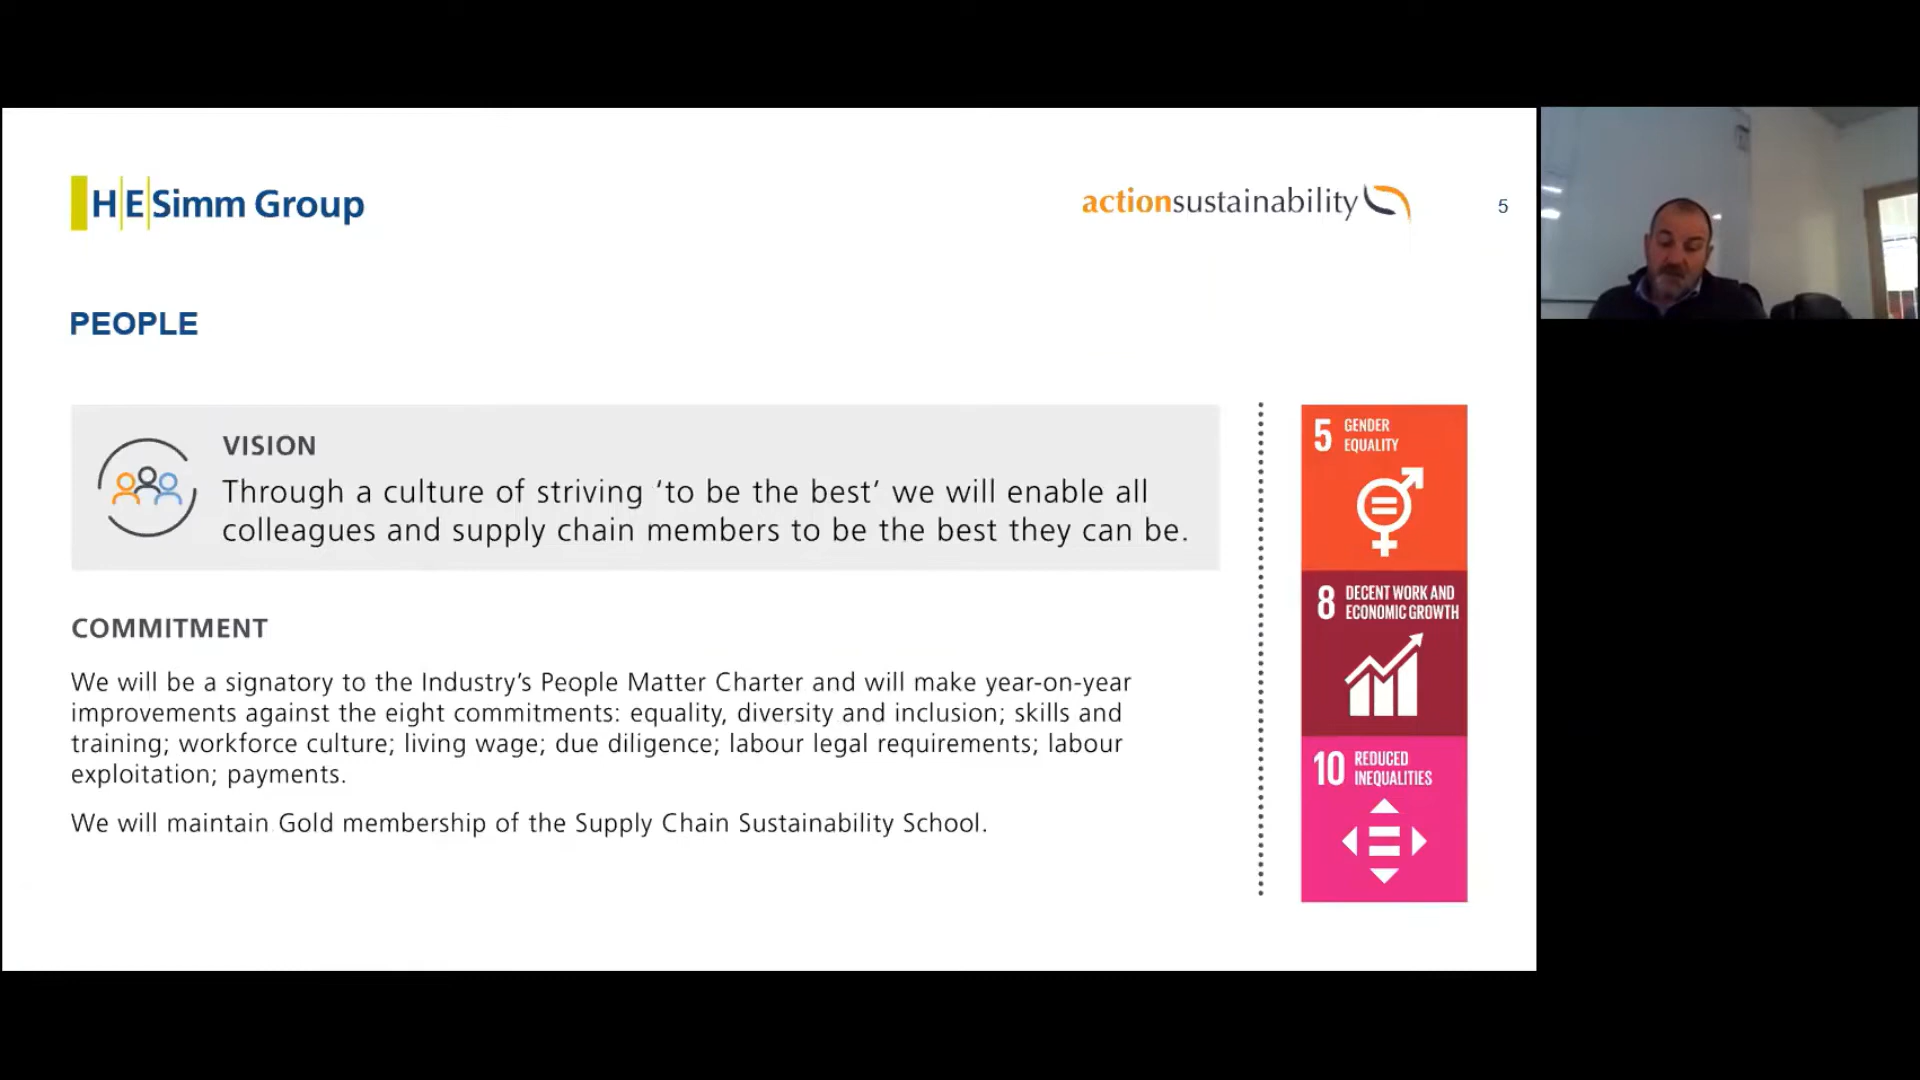 HE Simm Group
actionsustainability
5
PEOPLE
VISION
Through a culture of striving ‘to be the best’ we will enable all
colleagues and supply chain members to be the best they can be.
COMMITMENT
We will be a signatory to the Industry’s People Matter Charter and will make year-on-year
improvements against the eight commitments: equality, diversity and inclusion; skills and
training; workforce culture; living wage; due diligence; labour legal requirements; labour
exploitation; payments.
We will maintain Gold membership of the Supply Chain Sustainability School.
5 GENDER
EQUALITY
8 DECENT WORK AND
ECONOMIC GROWTH
10 REDUCED
INEQUALITIES